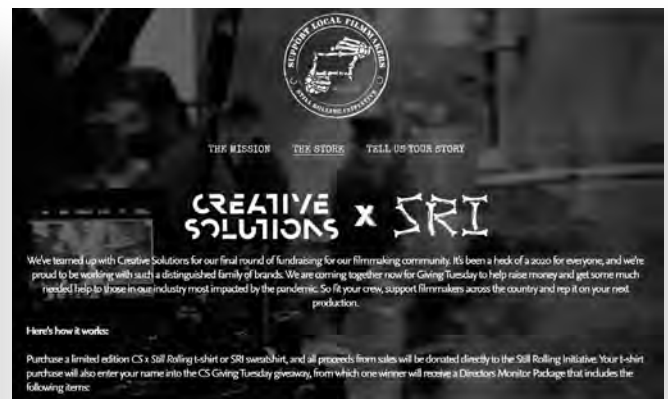 SUPPORT LOCAL FILMMAKERS
STILL ROLLING INITIATIVE
THE MISSION THE STORE TELL US YOUR STORY
CREATIVE SOLUTIONS x SRI
We've teamed up with Creative Solutions for our final round of fundraising for our filmmaking community. It's been a heck of a 2020 for everyone, and we're
proud to be working with such a distinguished family of brands. We are coming together now for Giving Tuesday to help raise money and get some much
needed help to those in our industry most impacted by the pandemic. So fit your crew, support filmmakers across the country and rep it on your next
production.
Here's how it works:
Purchase a limited edition CS x Still Rolling t-shirt or SRI sweatshirt, and all proceeds from sales will be donated directly to the Still Rolling Initiative. Your t-shirt
purchase will also enter your name into the CS Giving Tuesday giveaway, from which one winner will receive a Directors Monitor Package that includes the
following items: